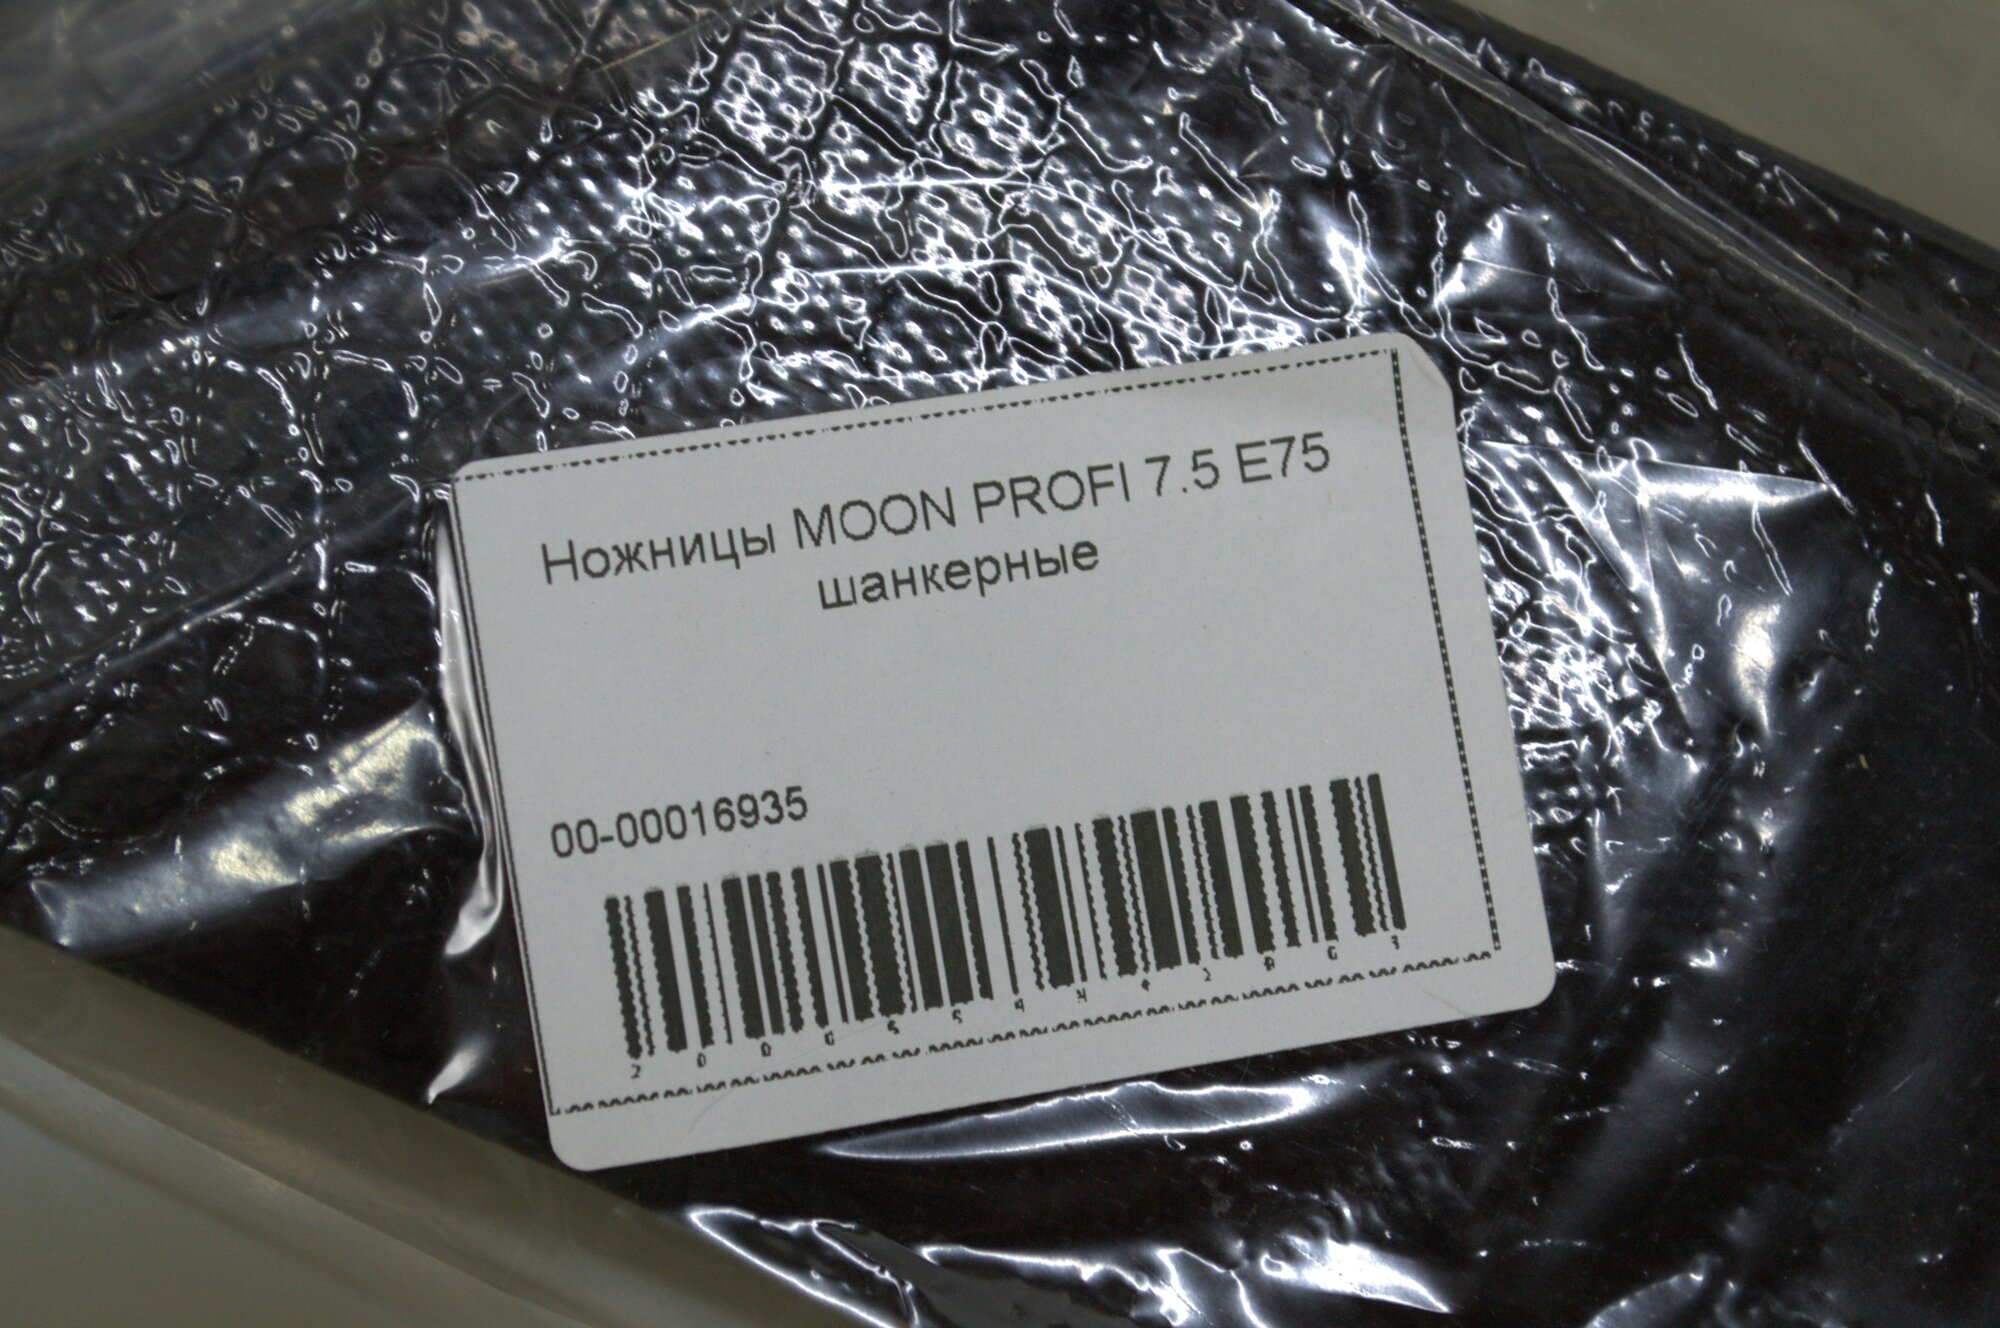 Ножницы MOON PROFI 7.5 E75
шанкерные
00-00016935